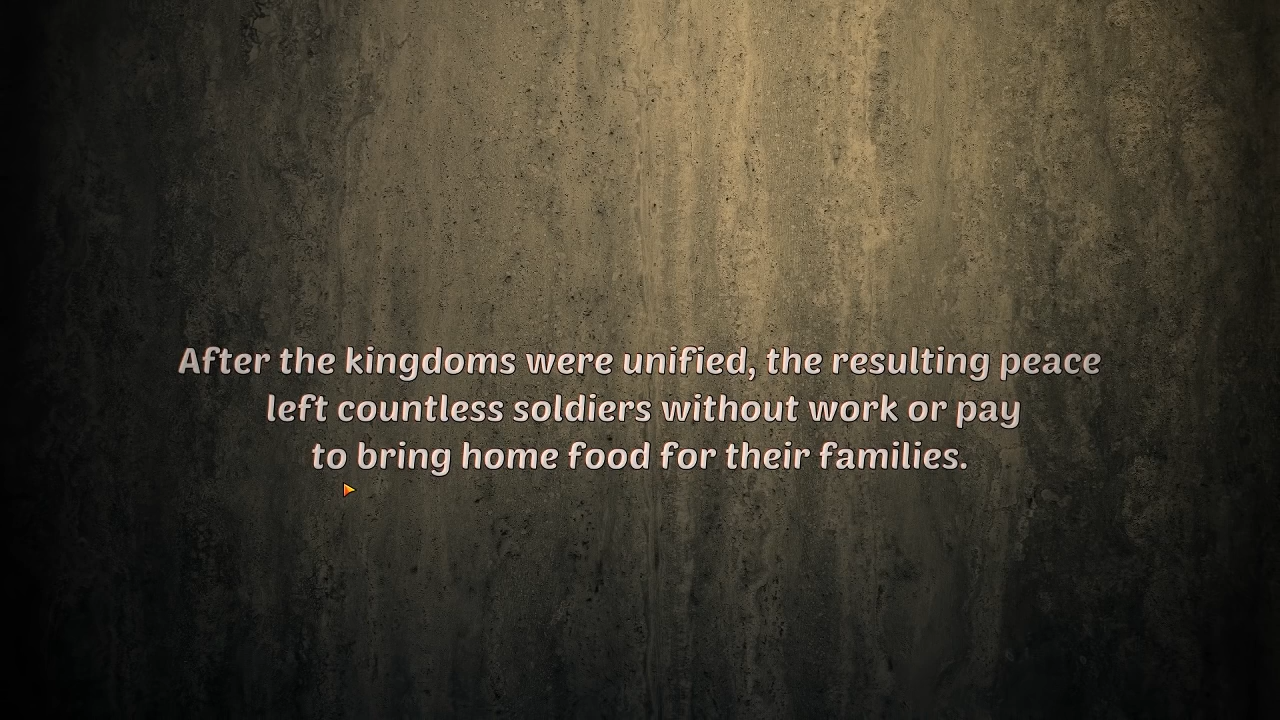 After the kingdoms were unified, the resulting peace
left countless soldiers without work or pay
to bring home food for their families.